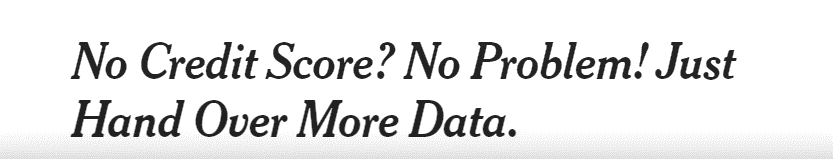 No Credit Score? No Problem! Just
Hand Over More Data.